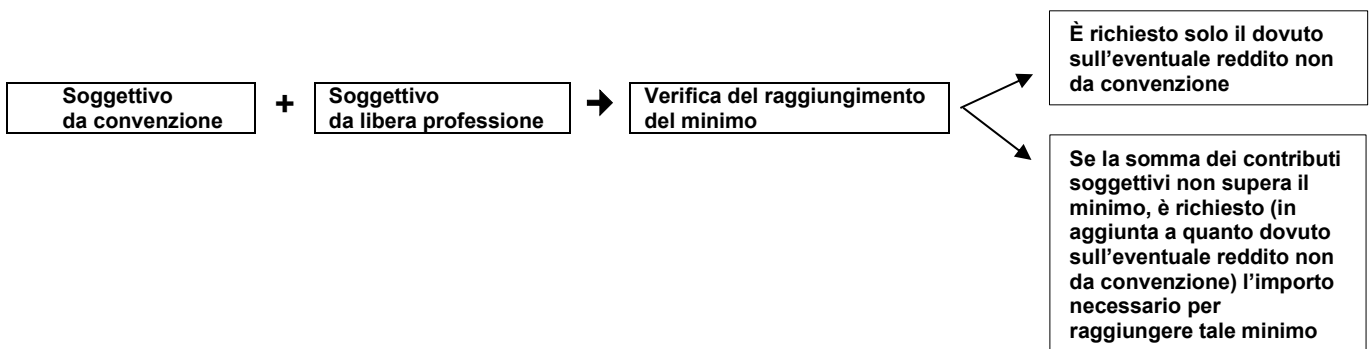 Soggettivo
da convenzione
+
Soggettivo
da libera professione
➔
Verifica del raggiungimento
del minimo
È richiesto solo il dovuto
sull’eventuale reddito non
da convenzione
Se la somma dei contributi
soggettivi non supera il
minimo, è richiesto (in
aggiunta a quanto dovuto
sull’eventuale reddito non
da convenzione) l’importo
necessario per
raggiungere tale minimo